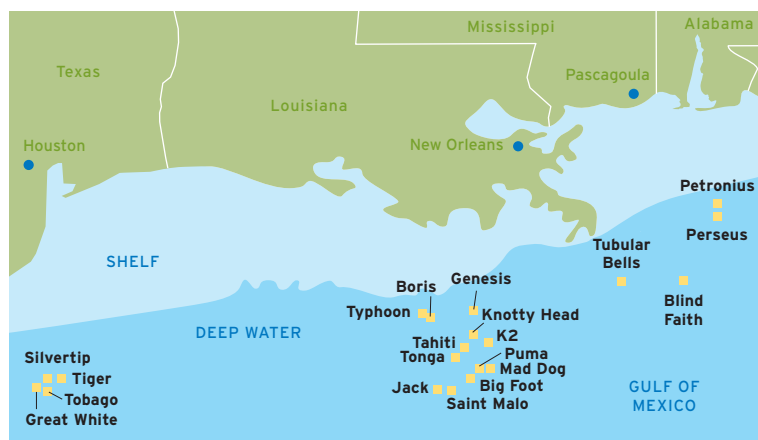 Mississippi
Alabama
Texas
Pascagoula
Louisiana
Houston
New Orleans
Petronius
Perseus
SHELF
Tubular
Bells
Boris
Genesis
Typhoon
Knotty Head
Blind
Faith
DEEP WATER
K2
Tahiti
Tonga
Puma
Silvertip
Mad Dog
Tiger
Big Foot
Jack
GULF OF
MEXICO
Tobago
Saint Malo
Great White